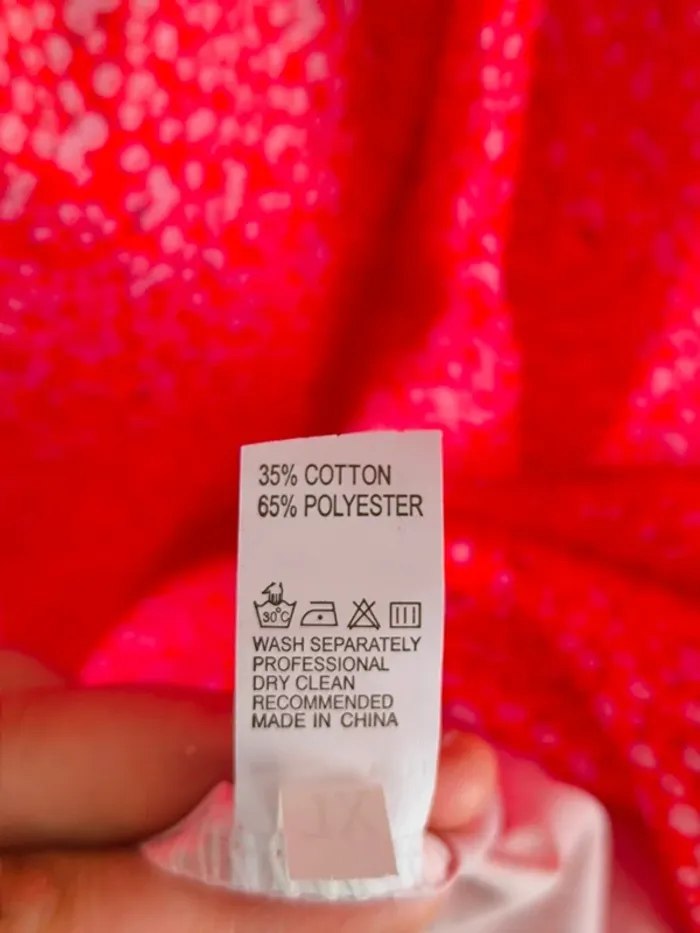 35% COTTON
65% POLYESTER
30°C
WASH SEPARATELY
PROFESSIONAL
DRY CLEAN
RECOMMENDED
MADE IN CHINA